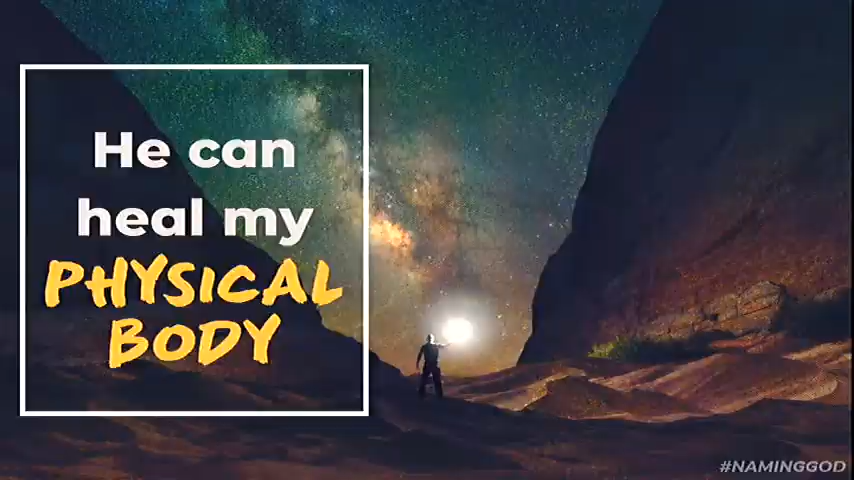 He can
heal my
PHYSICAL
BODY
#NAMINGGOD